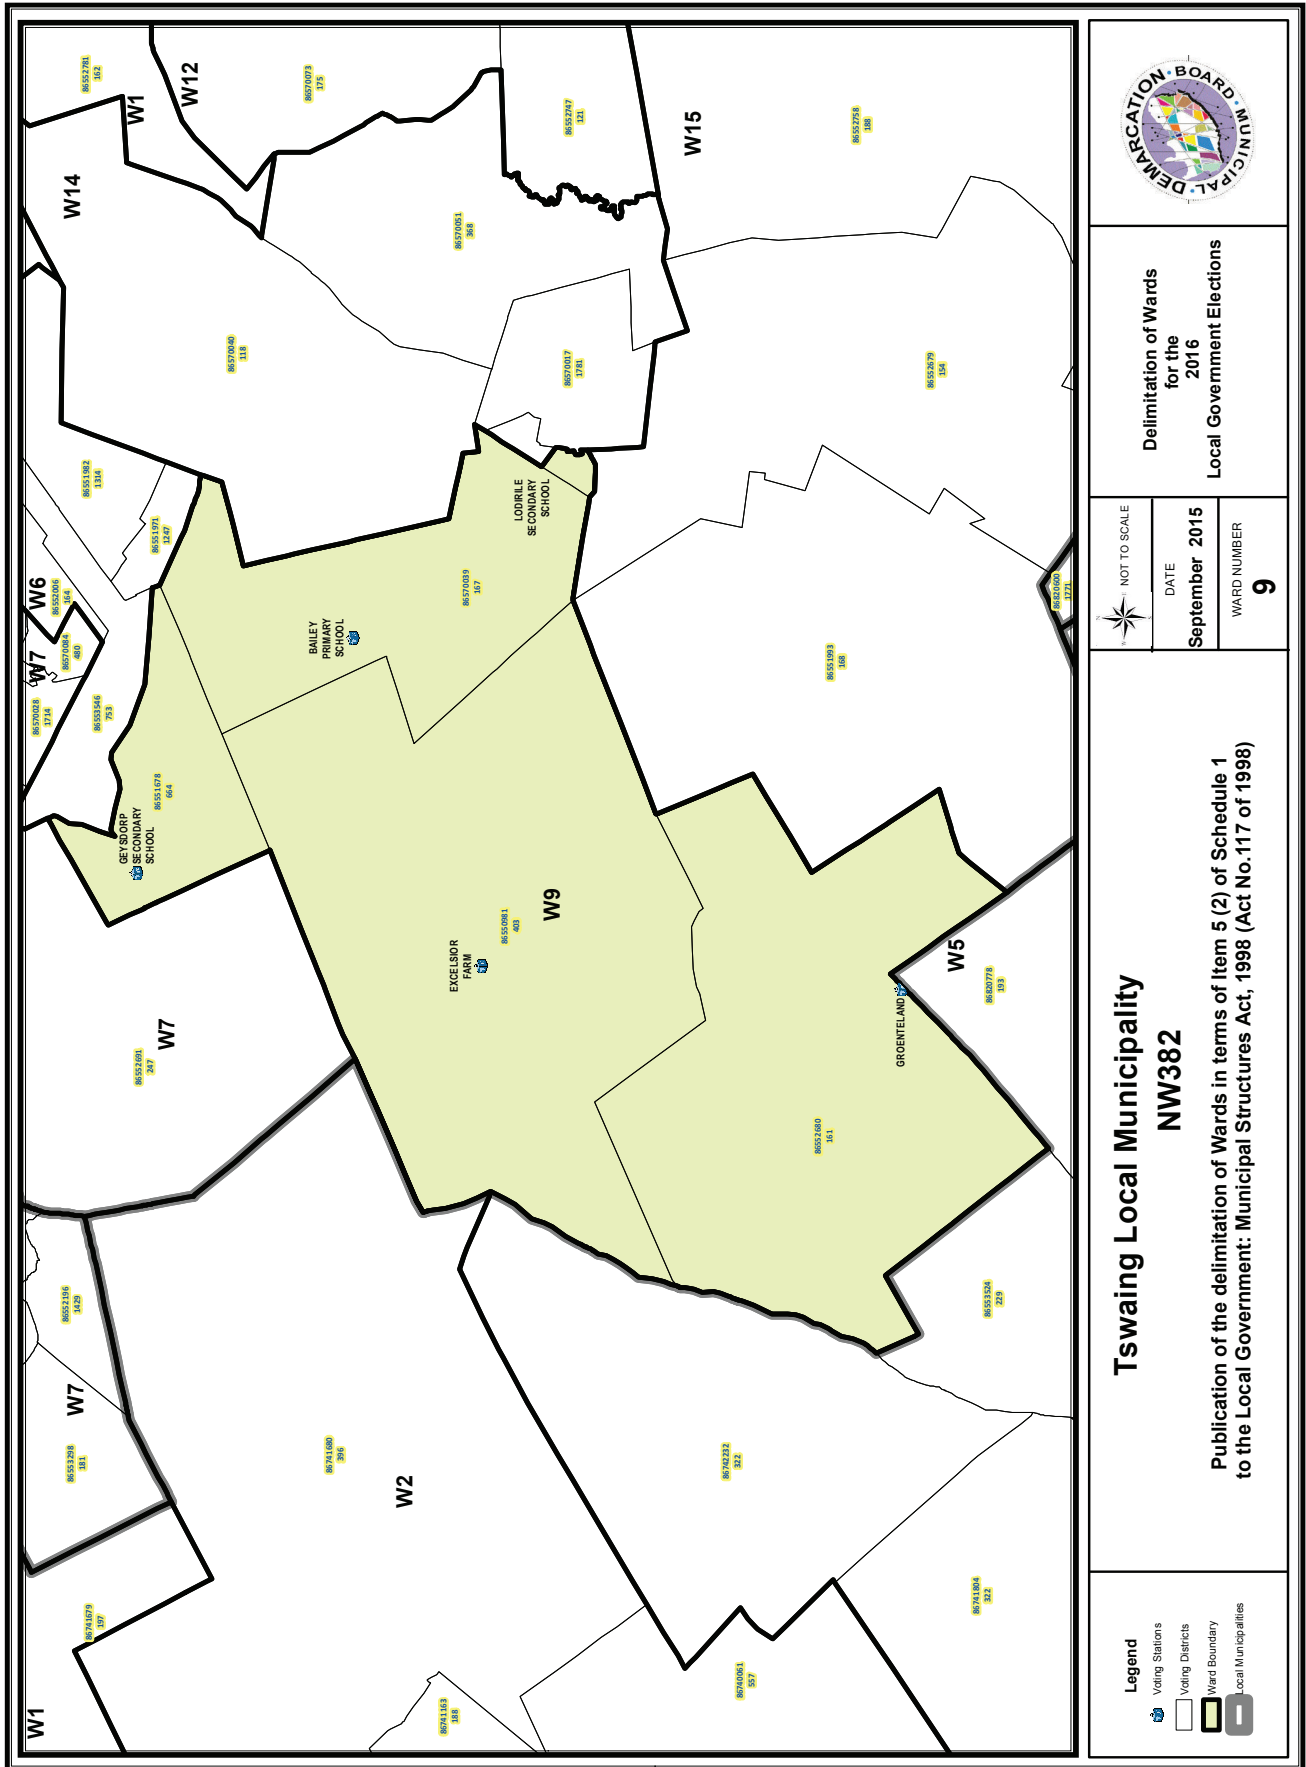 W1
W14
W12
W1
W6
W7
W7
W7
W15
W9
W5
W2
86552781
162
86570073
175
86552747
121
86552758
188
86570051
368
86570040
118
86570017
1781
86552679
154
86551982
1314
86551971
1247
86552006
164
86570084
480
86570028
1714
86553546
753
86551678
664
GEYSDORP
SECONDARY
SCHOOL
BAILEY
PRIMARY
SCHOOL
86570039
167
LODIRILE
SECONDARY
SCHOOL
86820600
1771
86551993
168
EXCELSIOR
FARM
86550981
403
86552691
247
GROENTELAND
86820778
193
86552680
161
86553524
229
86552196
1429
86553298
181
86741680
396
86742232
322
86741679
197
86741163
188
86740061
557
86741804
322
Legend
Voting Stations
Voting Districts
Ward Boundary
Local Municipalities
Tswaing Local Municipality
NW382
Publication of the delimitation of Wards in terms of Item 5 (2) of Schedule 1
to the Local Government: Municipal Structures Act, 1998 (Act No.117 of 1998)
N
NOT TO SCALE
DATE
September 2015
WARD NUMBER
9
Delimitation of Wards
for the
2016
Local Government Elections
MUNICIPAL DEMARCATION BOARD